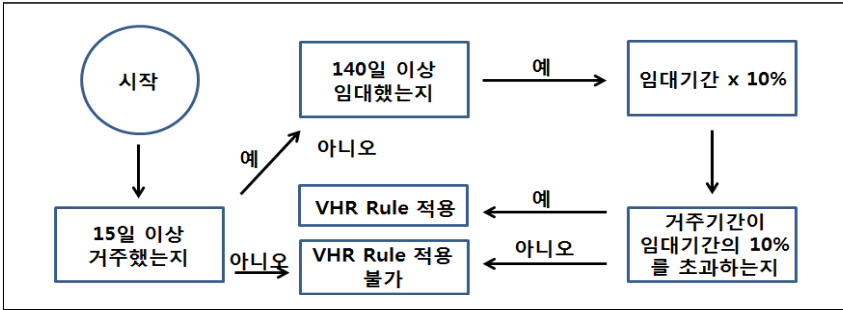 시작
140일 이상
임대했는지
예
임대기간 x 10%
예
아니오
15일 이상
거주했는지
아니오
VHR Rule 적용
예
거주기간이
임대기간의 10%
를 초과하는지
VHR Rule 적용
불가
아니오